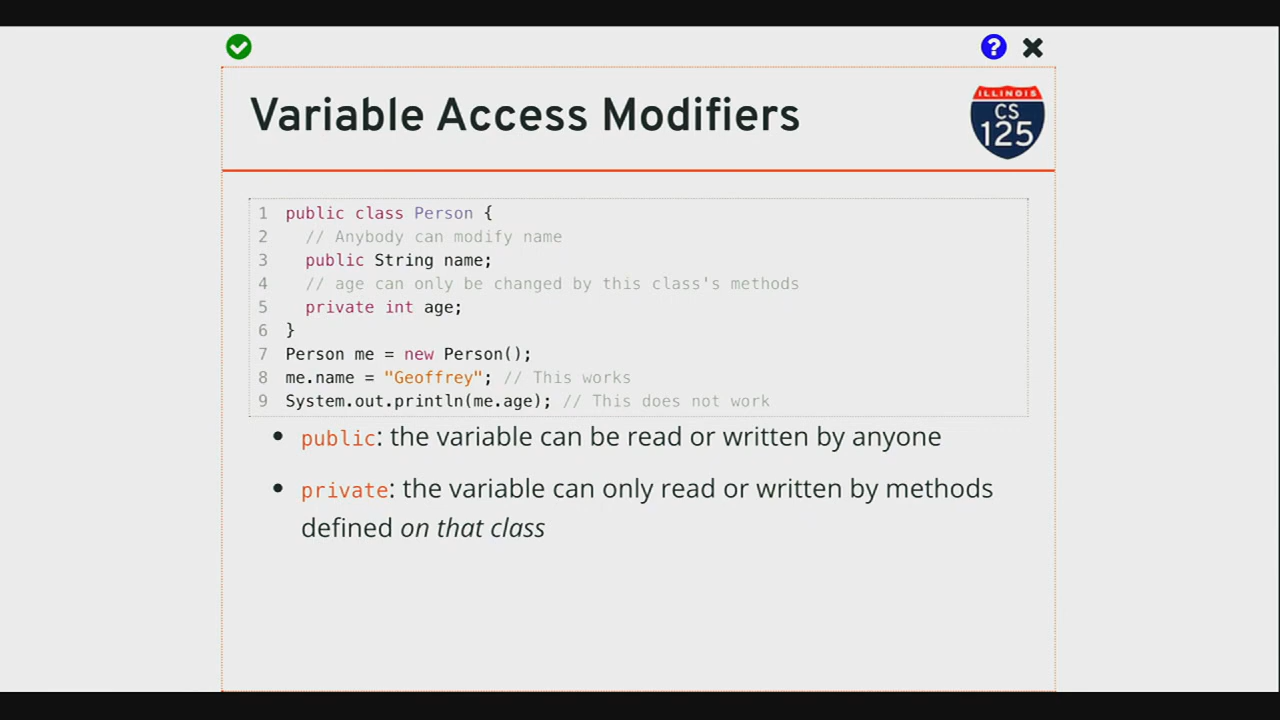 ?
Variable Access Modifiers
ILLINOIS
CS
125
1 public class Person {
2   // Anybody can modify name
3   public String name;
4   // age can only be changed by this class's methods
5   private int age;
6 }
7 Person me = new Person();
8 me.name = "Geoffrey"; // This works
9 System.out.println(me.age); // This does not work
• public: the variable can be read or written by anyone
• private: the variable can only read or written by methods
defined on that class